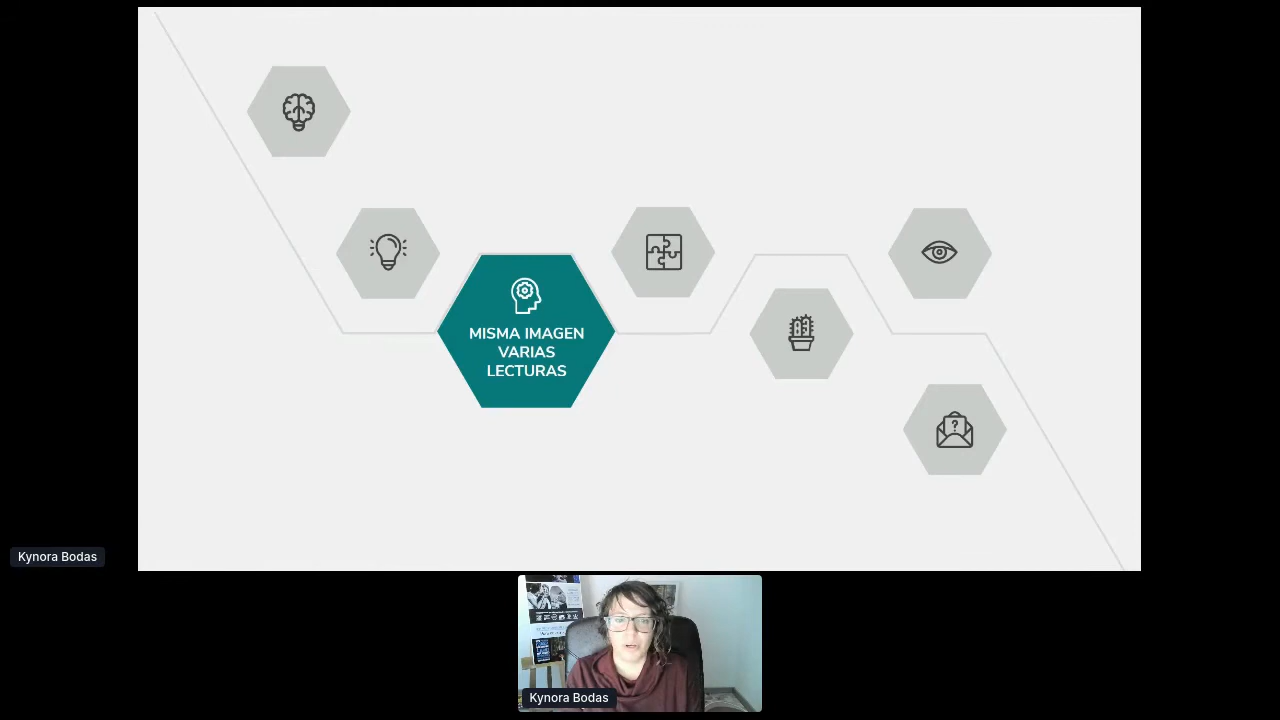 MISMA IMAGEN
VARIAS
LECTURAS
?
Kynora Bodas
Kynora Bodas